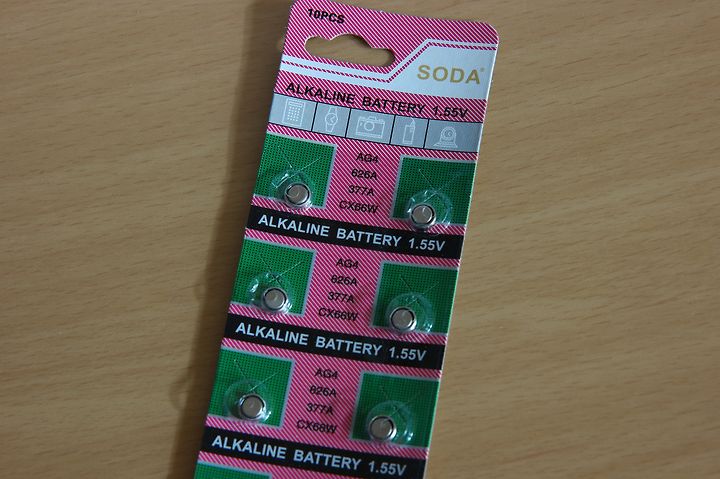 10PCS
SODA®
ALKALINE BATTERY 1.55V
AG4
626A
377A
CX66W
ALKALINE BATTERY 1.55V
AG4
626A
377A
CX66W
ALKALINE BATTERY 1.55V
AG4
626A
377A
CX66W
ALKALINE BATTERY 1.55V